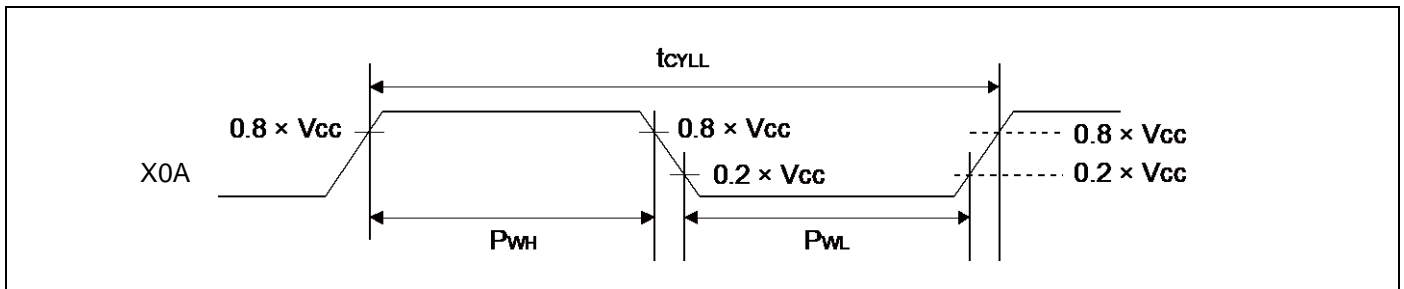 tCYLL
0.8 × Vcc
0.8 × Vcc
0.8 × Vcc
X0A
0.2 × Vcc
0.2 × Vcc
PWH
PWL